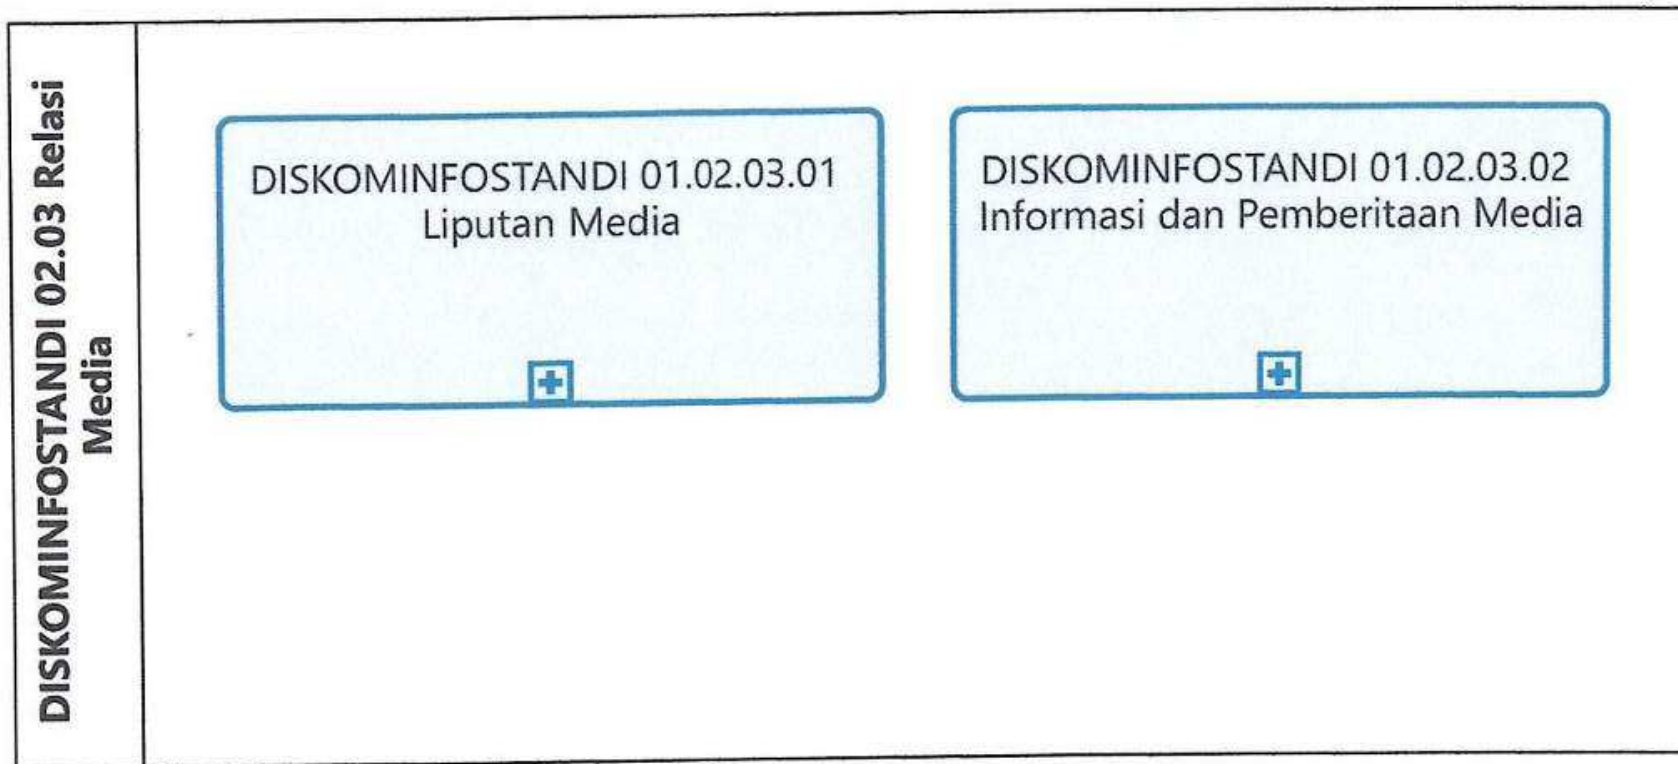 DISKOMINFOSTANDI 02.03 Relasi
Media
DISKOMINFOSTANDI 01.02.03.01
Liputan Media
DISKOMINFOSTANDI 01.02.03.02
Informasi dan Pemberitaan Media